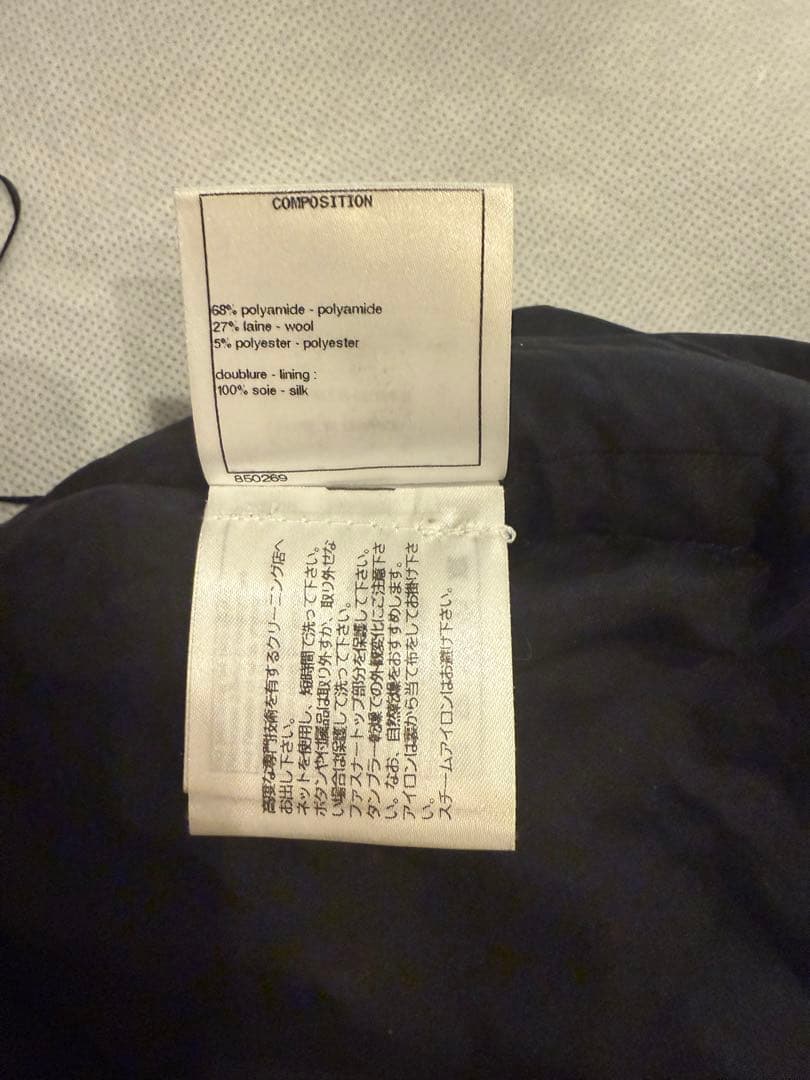 COMPOSITION
68% polyamide - polyamide
27% laine - wool
5% polyester - polyester
doublure - lining :
100% soie - silk
850269
高度な専門技術を有するクリーニング店へ
お出し下さい。
ネットを使用し、短時間で洗って下さい。
ボタンや付属品は取り外すか、取り外せな
い場合は保護して洗って下さい。
ファスナートップ部分を保護して下さい。
タンブラー乾燥での外観変化にご注意下さ
い。なお、自然乾燥をおすすめします。
アイロンは裏から当て布をしてお掛け下さ
い。
スチームアイロンはお避け下さい。